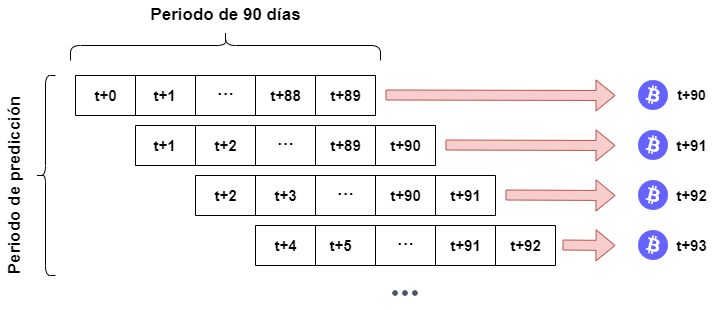 Periodo de 90 días
Periodo de predicción
t+0 t+1 ... t+88 t+89 t+90
t+1 t+2 ... t+89 t+90 t+91
t+2 t+3 ... t+90 t+91 t+92
t+4 t+5 ... t+91 t+92 t+93
...